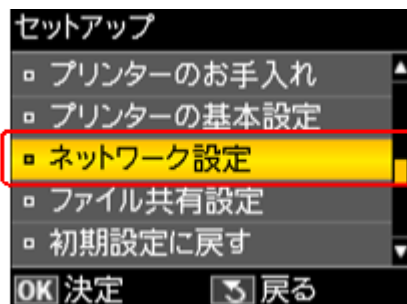 セットアップ
プリンターのお手入れ
プリンターの基本設定
ネットワーク設定
ファイル共有設定
初期設定に戻す
OK 決定 戻る